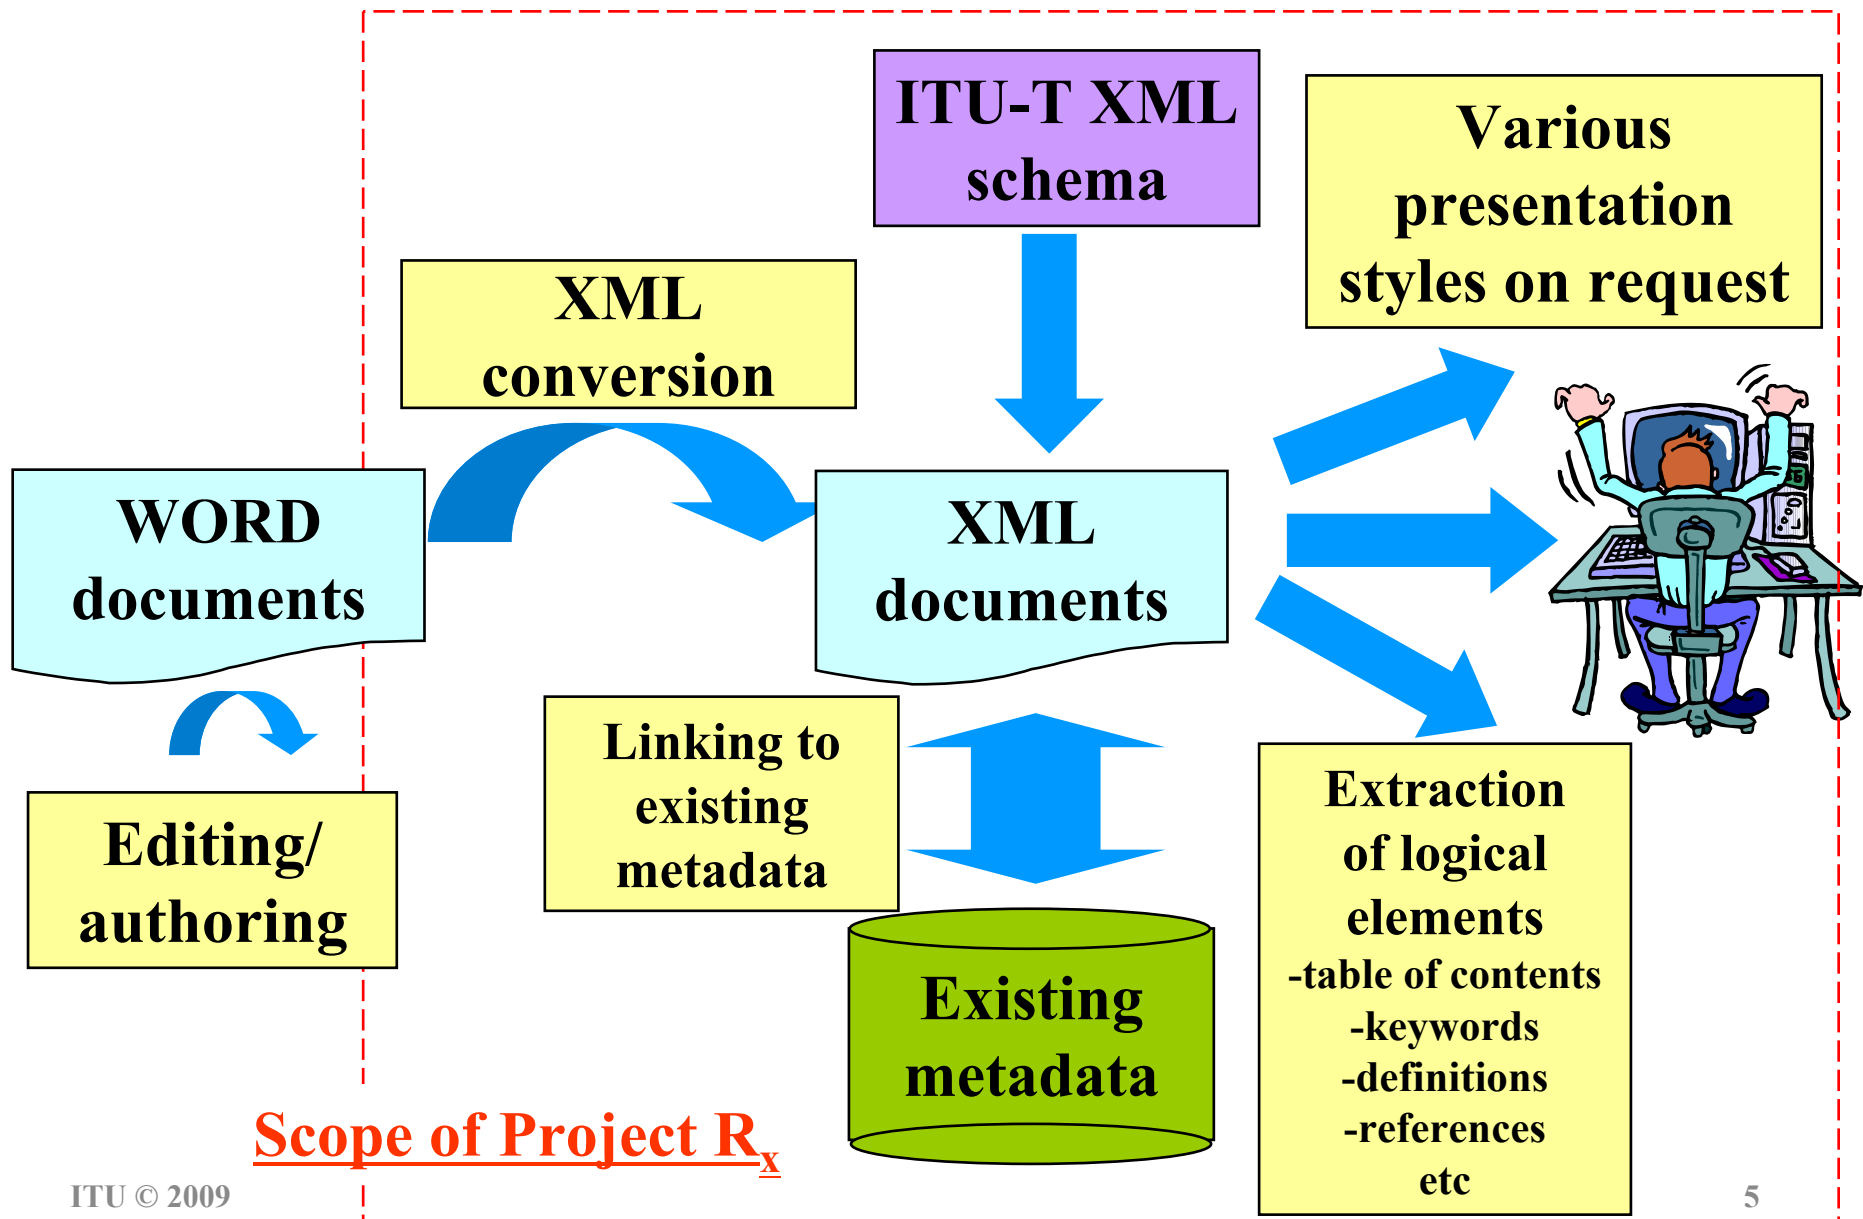 ITU-T XML
schema
Various
presentation
styles on request
XML
conversion
WORD
documents
XML
documents
Editing/
authoring
Linking to
existing
metadata
Existing
metadata
Extraction
of logical
elements
-table of contents
-keywords
-definitions
-references
etc
Scope of Project Rx
ITU © 2009
5